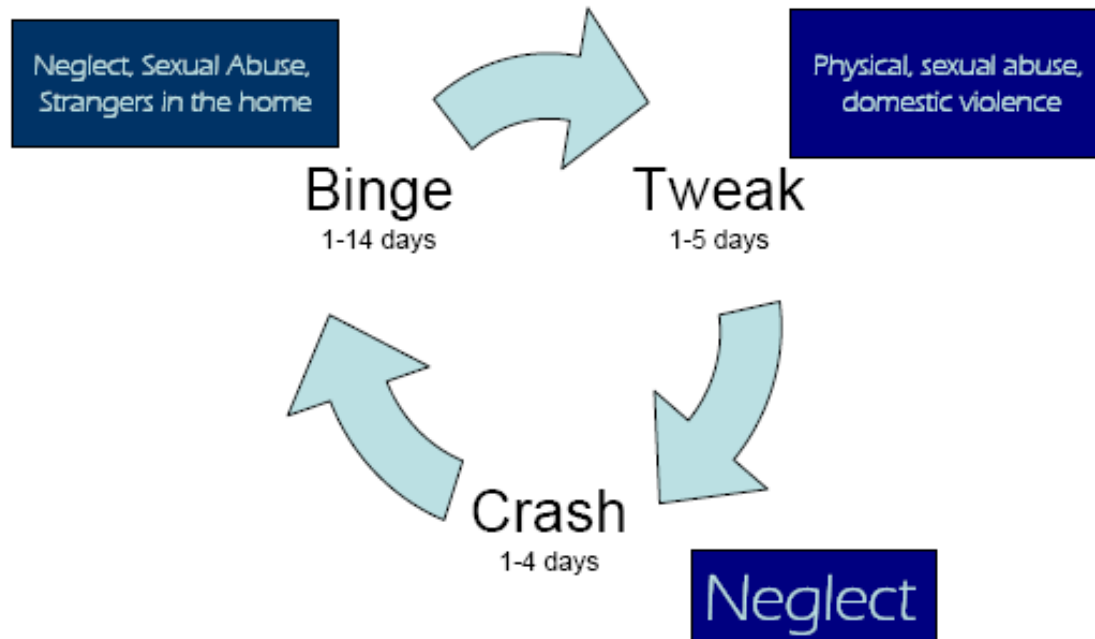 Neglect, Sexual Abuse,
Strangers in the home
Physical, sexual abuse,
domestic violence
Binge
1-14 days
Tweak
1-5 days
Crash
1-4 days
Neglect